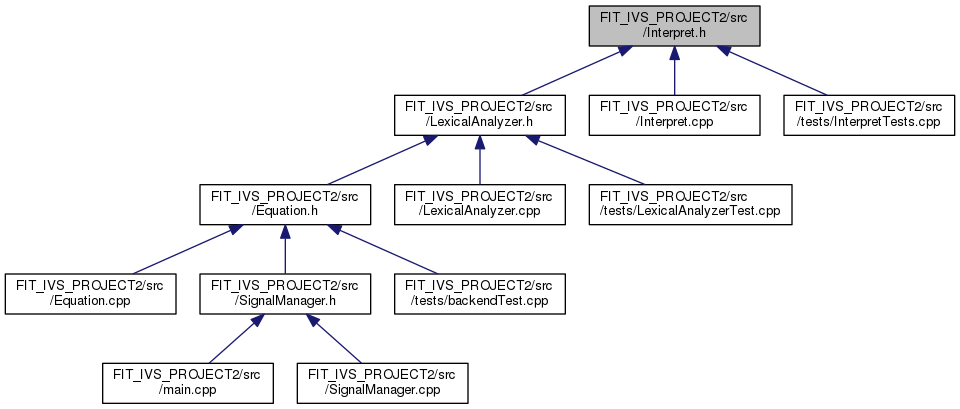 FIT_IVS_PROJECT2/src
/Interpret.h
FIT_IVS_PROJECT2/src
/LexicalAnalyzer.h
FIT_IVS_PROJECT2/src
/Interpret.cpp
FIT_IVS_PROJECT2/src
/tests/InterpretTests.cpp
FIT_IVS_PROJECT2/src
/Equation.h
FIT_IVS_PROJECT2/src
/LexicalAnalyzer.cpp
FIT_IVS_PROJECT2/src
/tests/LexicalAnalyzerTest.cpp
FIT_IVS_PROJECT2/src
/Equation.cpp
FIT_IVS_PROJECT2/src
/SignalManager.h
FIT_IVS_PROJECT2/src
/tests/backendTest.cpp
FIT_IVS_PROJECT2/src
/main.cpp
FIT_IVS_PROJECT2/src
/SignalManager.cpp